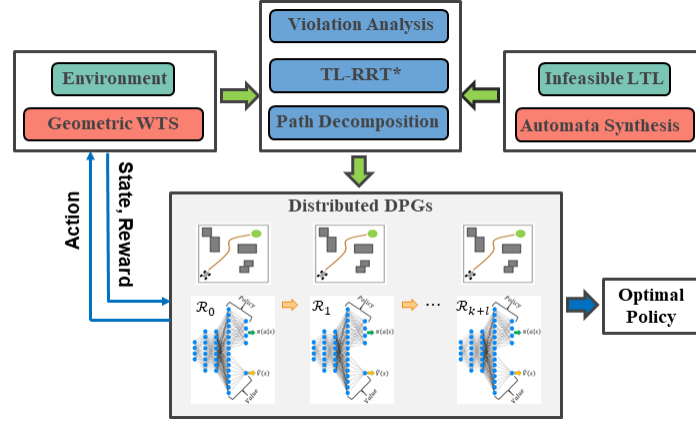 Violation Analysis
TL-RRT*
Path Decomposition
Environment
Geometric WTS
Infeasible LTL
Automata Synthesis
Action
State, Reward
Distributed DPGs
ℛ₀
Policy
π(a|s)
Ṽ(s)
Value
ℛ₁
Policy
π(a|s)
Ṽ(s)
Value
...
ℛₖ₊ₗ
Policy
π(a|s)
Ṽ(s)
Value
Optimal
Policy